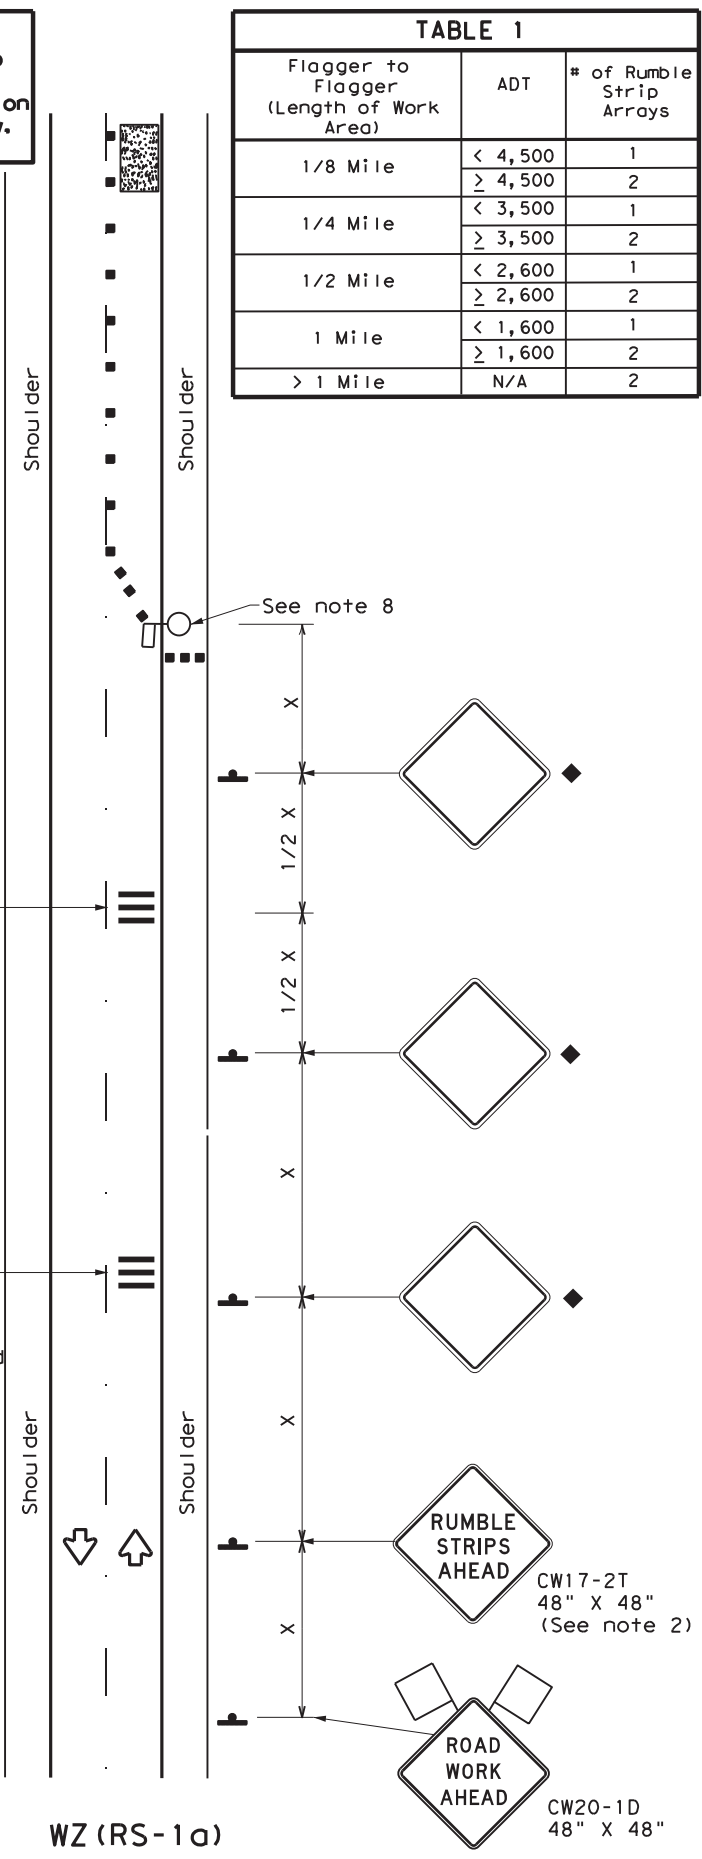 on
TABLE 1
Flagger to
Flagger
(Length of Work
Area)
ADT
# of Rumble
Strip
Arrays
1/8 Mile
< 4,500
1
≥ 4,500
2
1/4 Mile
< 3,500
1
≥ 3,500
2
1/2 Mile
< 2,600
1
≥ 2,600
2
1 Mile
< 1,600
1
≥ 1,600
2
> 1 Mile
N/A
2
Shoulder
Shoulder
See note 8
X
1/2 X
1/2 X
X
X
Shoulder
Shoulder
RUMBLE
STRIPS
AHEAD
CW17-2T
48" X 48"
(See note 2)
X
ROAD
WORK
AHEAD
CW20-1D
48" X 48"
WZ(RS-1a)